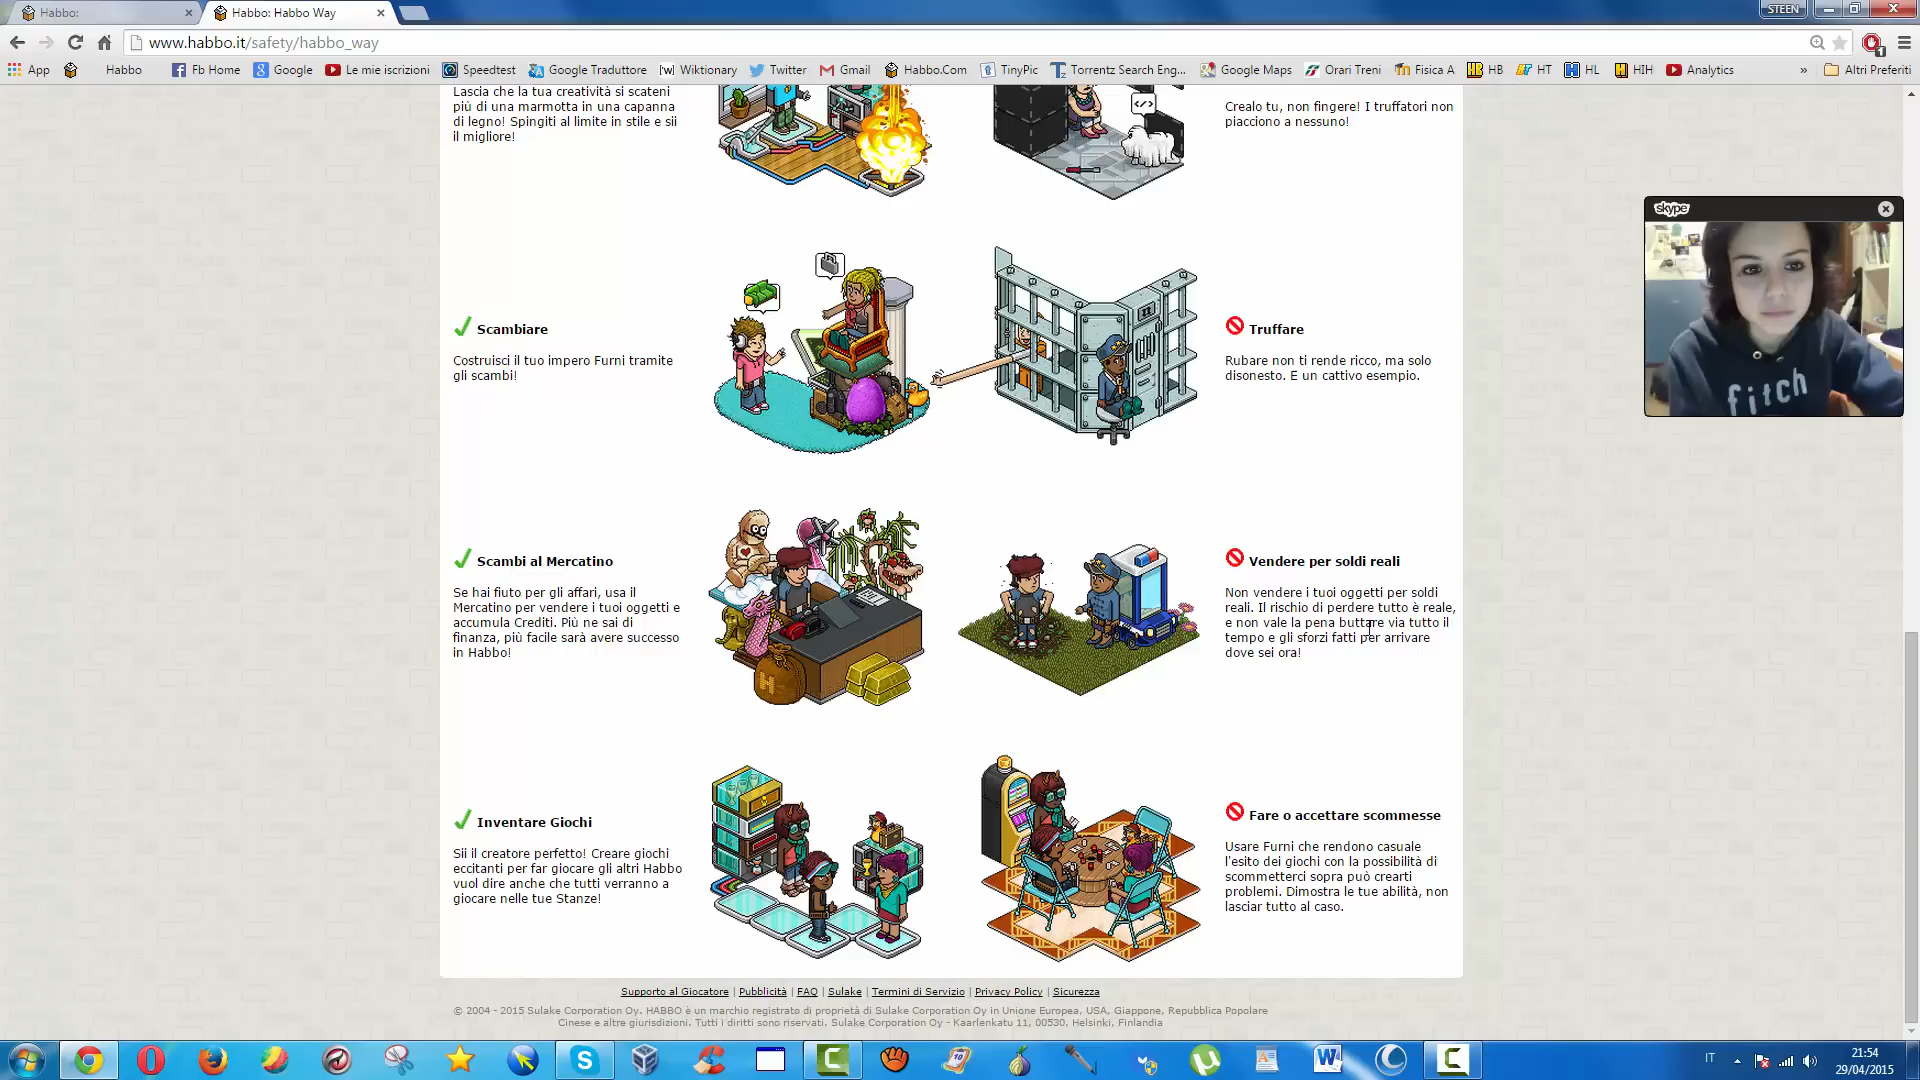 Habbo:
Habbo: Habbo Way
STEEN
www.habbo.it/safety/habbo_way
1
App
Habbo
Fb Home
Google
Le mie iscrizioni
Speedtest
Google Traduttore
Wiktionary
Twitter
Gmail
Habbo.Com
TinyPic
Torrentz Search Eng...
Google Maps
Orari Treni
Fisica A
HB
HT
HL
HIH
Analytics
»
Altri Preferiti
Lascia che la tua creatività si scateni
più di una marmotta in una capanna
di legno! Spingiti al limite in stile e sii
il migliore!
</>
Crealo tu, non fingere! I truffatori non
piacciono a nessuno!
skype
fitch
Scambiare
Costruisci il tuo impero Furni tramite
gli scambi!
Truffare
Rubare non ti rende ricco, ma solo
disonesto. E un cattivo esempio.
Scambi al Mercatino
Se hai fiuto per gli affari, usa il
Mercatino per vendere i tuoi oggetti e
accumula Crediti. Più ne sai di
finanza, più facile sarà avere successo
in Habbo!
H
Vendere per soldi reali
Non vendere i tuoi oggetti per soldi
reali. Il rischio di perdere tutto è reale,
e non vale la pena buttare via tutto il
tempo e gli sforzi fatti per arrivare
dove sei ora!
Inventare Giochi
Sii il creatore perfetto! Creare giochi
eccitanti per far giocare gli altri Habbo
vuol dire anche che tutti verranno a
giocare nelle tue Stanze!
Fare o accettare scommesse
Usare Furni che rendono casuale
l'esito dei giochi con la possibilità di
scommetterci sopra può crearti
problemi. Dimostra le tue abilità, non
lasciar tutto al caso.
Supporto al Giocatore | Pubblicità | FAQ | Sulake | Termini di Servizio | Privacy Policy | Sicurezza
© 2004 - 2015 Sulake Corporation Oy. HABBO è un marchio registrato di proprietà di Sulake Corporation Oy in Unione Europea, USA, Giappone, Repubblica Popolare
Cinese e altre giurisdizioni. Tutti i diritti sono riservati. Sulake Corporation Oy - Kaarlenkatu 11, 00530, Helsinki, Finlandia
IT
21:54
29/04/2015